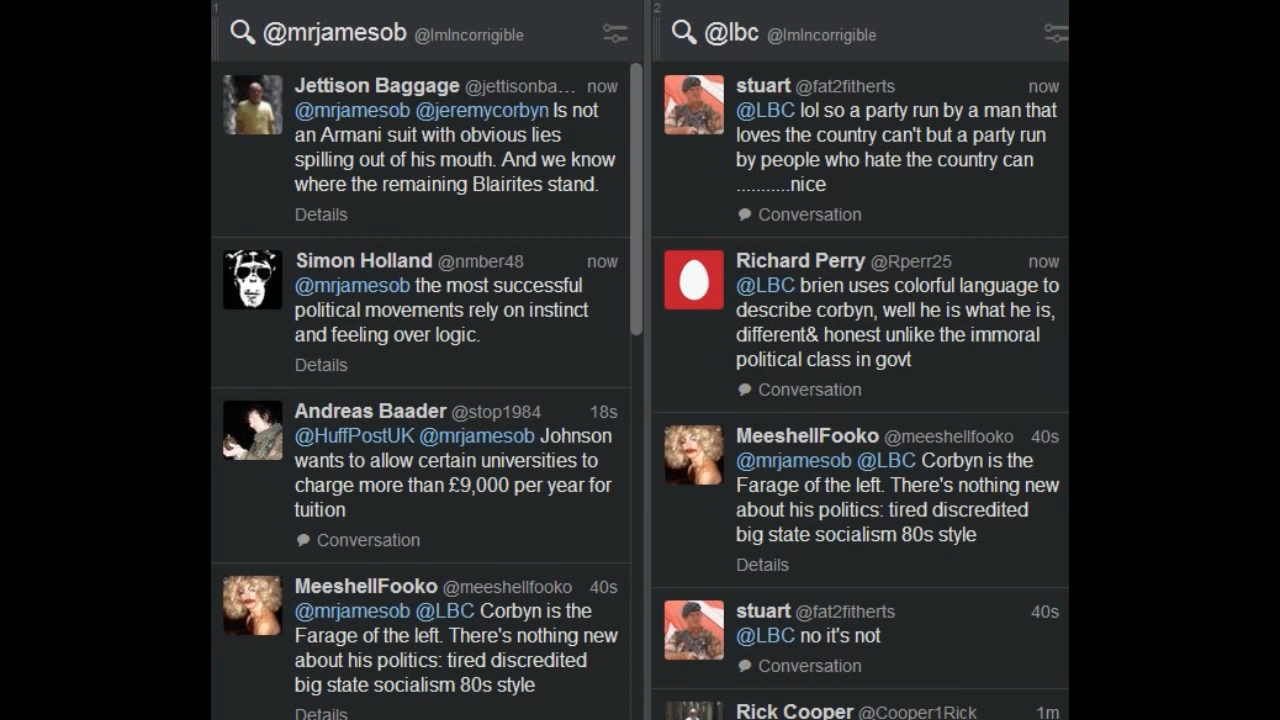 1
@mrjamesob @ImIncorrigible
Jettison Baggage @jettisonba... now
@mrjamesob @jeremycorbyn Is not
an Armani suit with obvious lies
spilling out of his mouth. And we know
where the remaining Blairites stand.
Details
Simon Holland @nmber48 now
@mrjamesob the most successful
political movements rely on instinct
and feeling over logic.
Details
Andreas Baader @stop1984 18s
@HuffPostUK @mrjamesob Johnson
wants to allow certain universities to
charge more than £9,000 per year for
tuition
Conversation
MeeshellFooko @meeshellfooko 40s
@mrjamesob @LBC Corbyn is the
Farage of the left. There's nothing new
about his politics: tired discredited
big state socialism 80s style
Details
2
@lbc @ImIncorrigible
stuart @fat2fitherts now
@LBC lol so a party run by a man that
loves the country can't but a party run
by people who hate the country can
...........nice
Conversation
Richard Perry @Rperr25 now
@LBC brien uses colorful language to
describe corbyn, well he is what he is,
different& honest unlike the immoral
political class in govt
Conversation
MeeshellFooko @meeshellfooko 40s
@mrjamesob @LBC Corbyn is the
Farage of the left. There's nothing new
about his politics: tired discredited
big state socialism 80s style
Details
stuart @fat2fitherts 40s
@LBC no it's not
Conversation
Rick Cooper @Cooper1Rick 1m